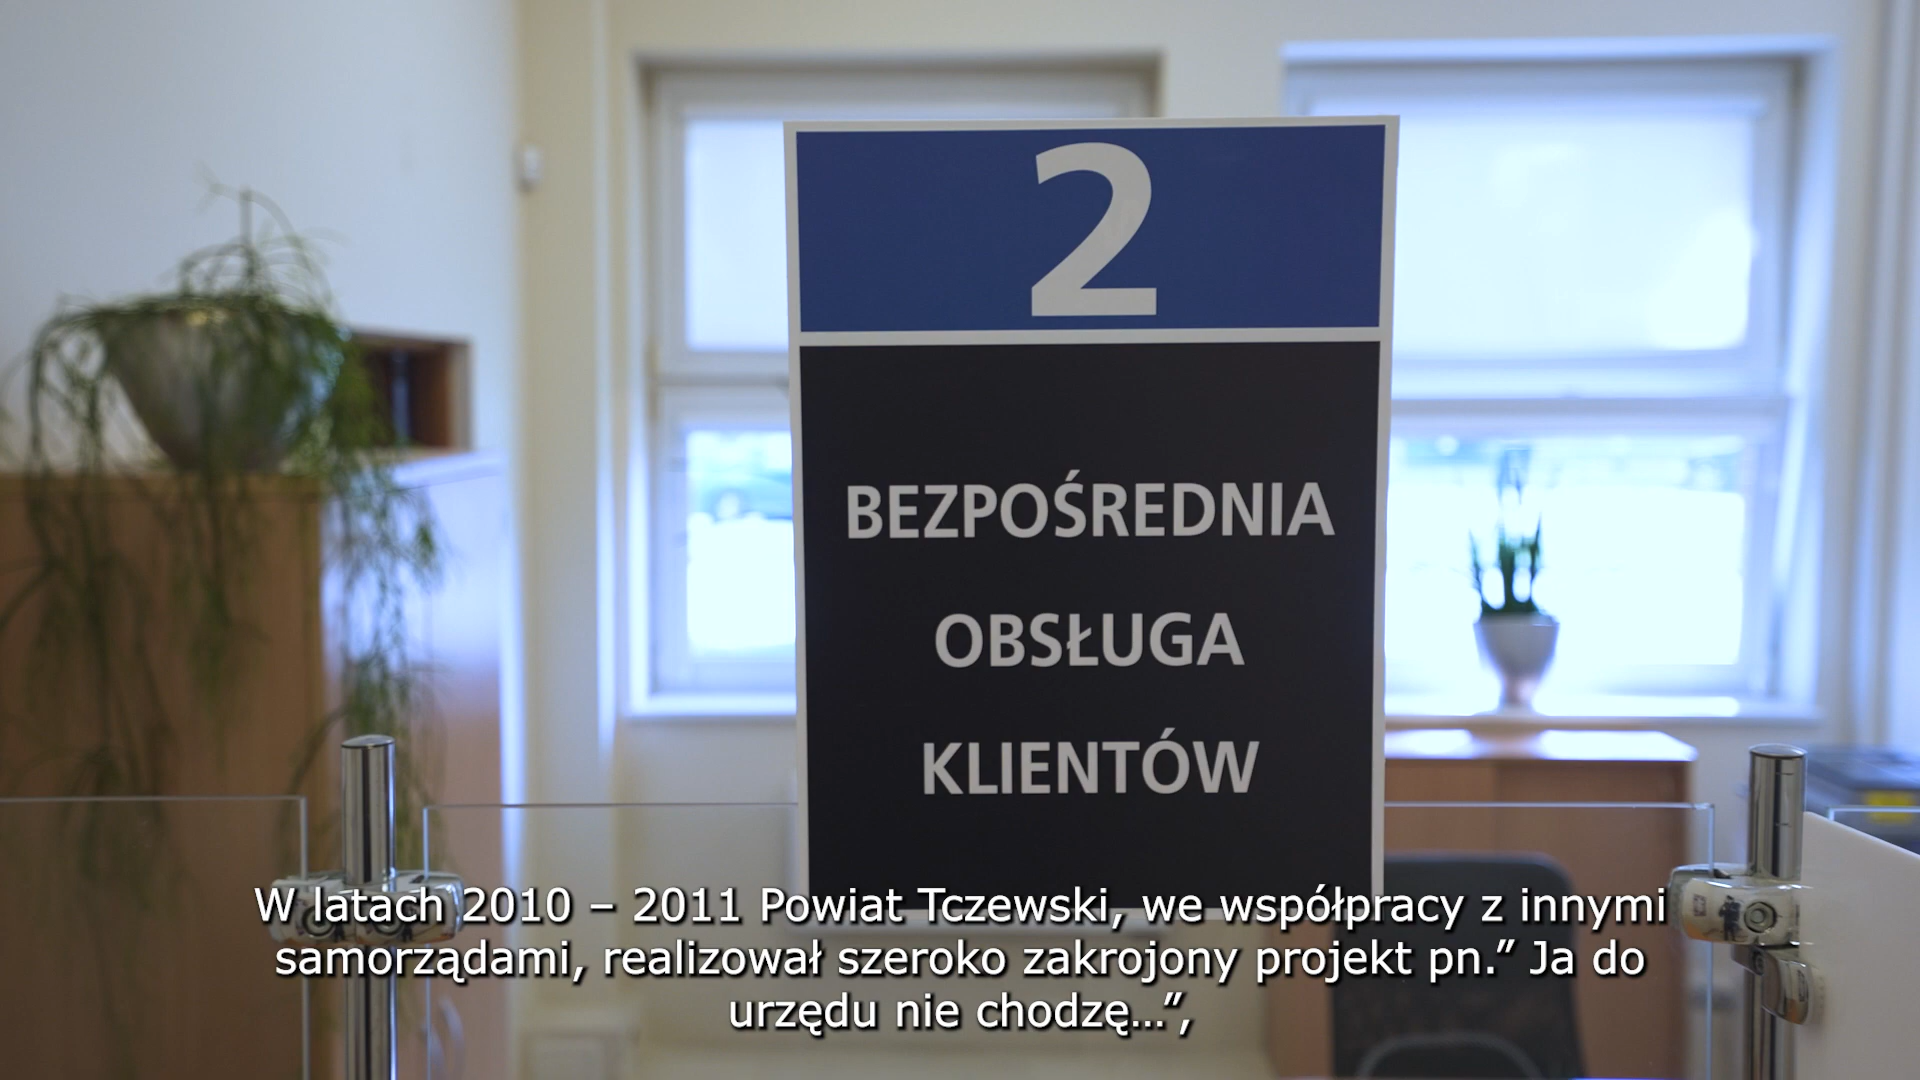 2
BEZPOŚREDNIA
OBSŁUGA
KLIENTÓW
W latach 2010 – 2011 Powiat Tczewski, we współpracy z innymi
samorządami, realizował szeroko zakrojony projekt pn.” Ja do
urzędu nie chodzę...”,